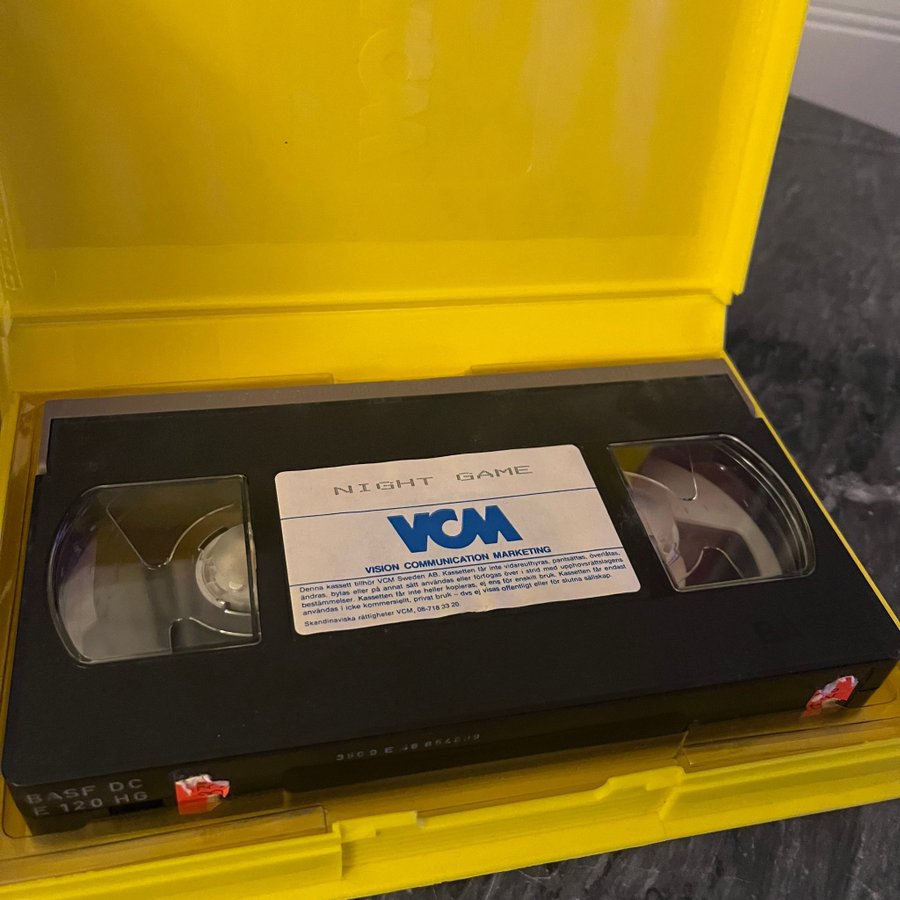 NIGHT GAME
VCM
VISION COMMUNICATION MARKETING
Denna kassett tillhör VCM Sweden AB. Kassetten får inte vidareuthyras, pantsättas, överlåtas,
ändras, bytas eller på annat sätt användas eller förfogas över i strid med upphovsrättslagens
bestämmelser. Kassetten får inte heller kopieras, ej ens för enskilt bruk. Kassetten får endast
användas i icke kommersiellt, privat bruk – dvs ej visas offentligt eller för slutna sällskap.
Skandinaviska rättigheter VCM, 08-718 33 20.
BASF DC
E 120 HG